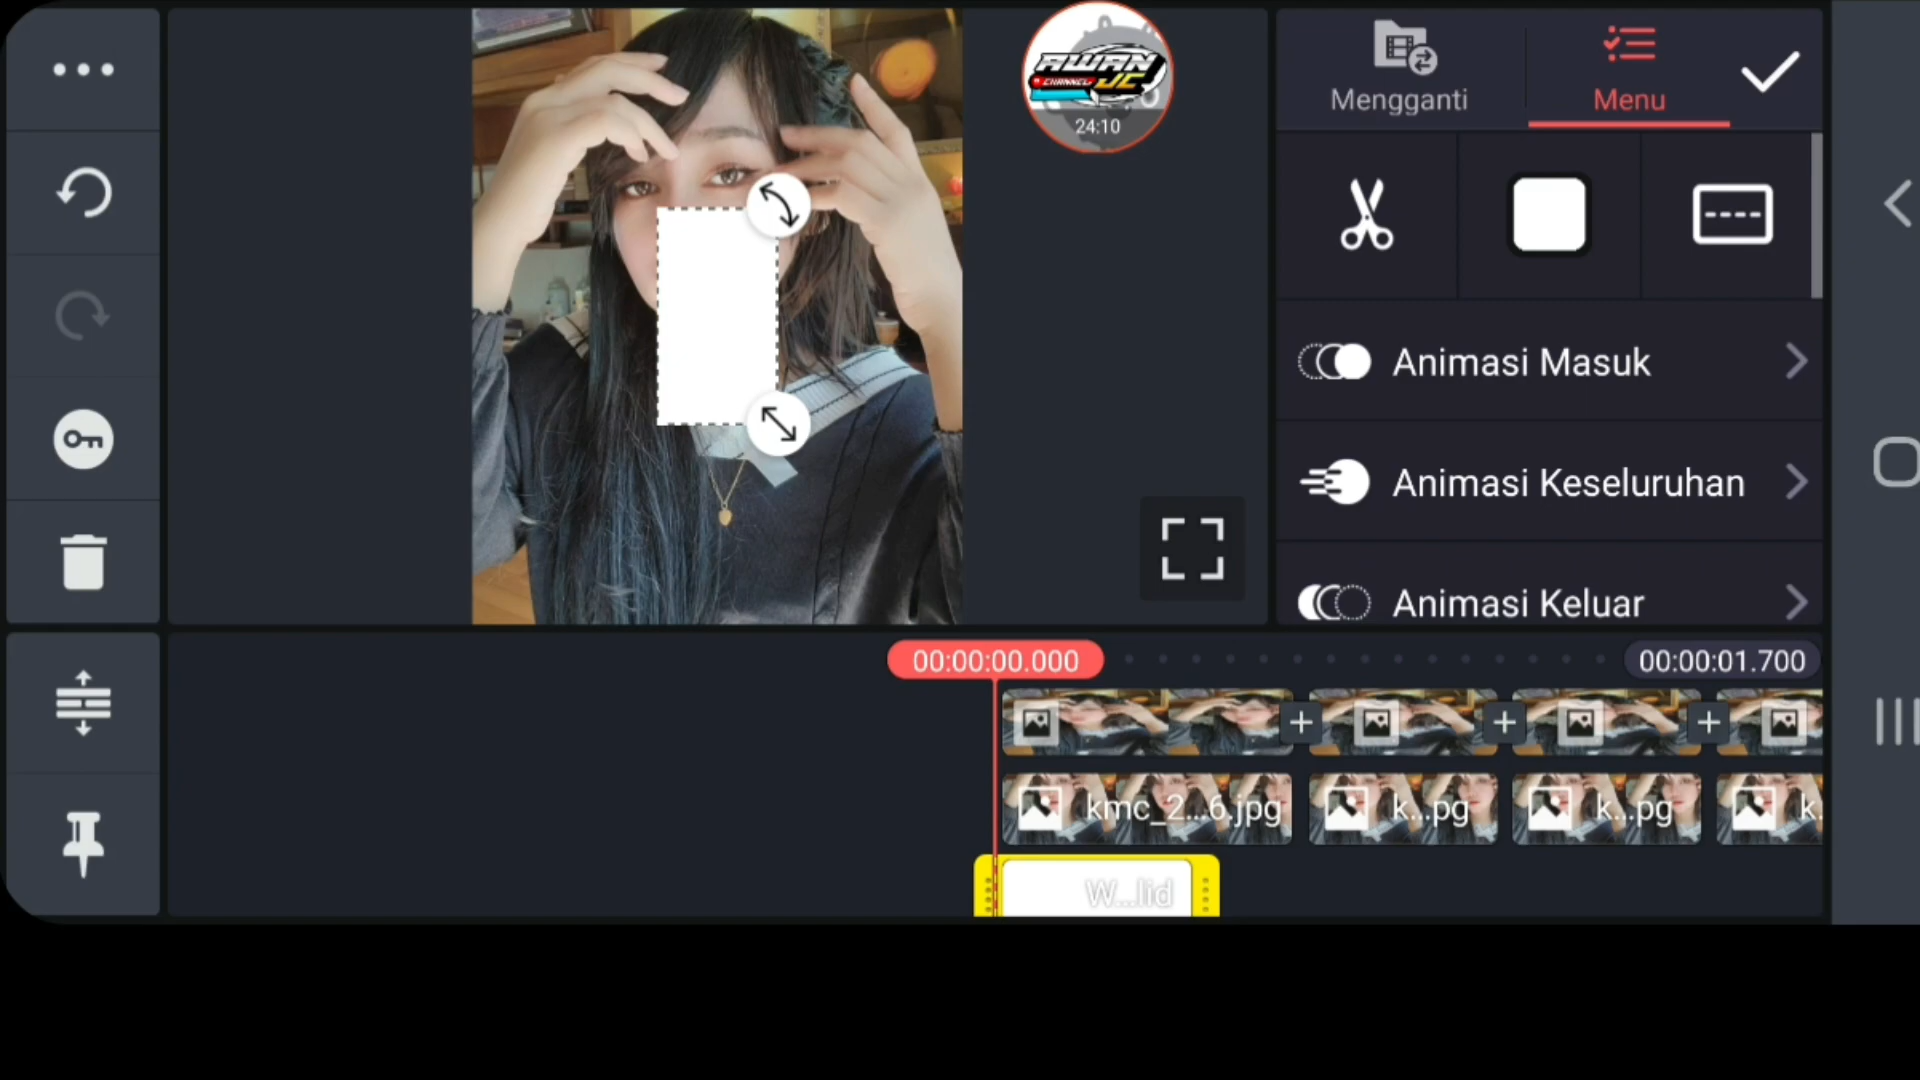 AWAN
CHANNEL JC
24:10
Mengganti
Menu
Animasi Masuk
Animasi Keseluruhan
Animasi Keluar
00:00:00.000
00:00:01.700
kmc_2...6.jpg
k...pg
k...pg
k.
W...lid